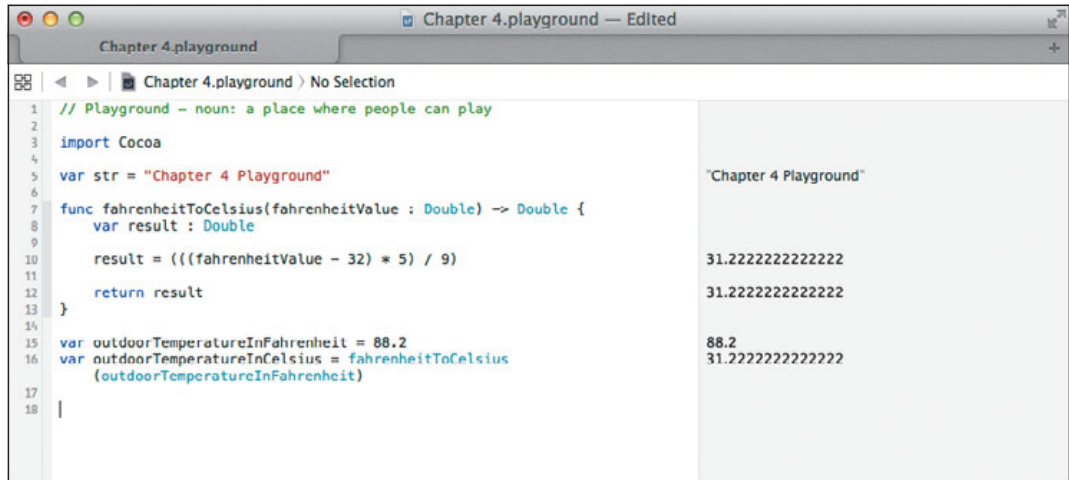 Chapter 4.playground — Edited
Chapter 4.playground
Chapter 4.playground 〉 No Selection
1 // Playground – noun: a place where people can play
2
3 import Cocoa
4
5 var str = "Chapter 4 Playground" "Chapter 4 Playground"
6
7 func fahrenheitToCelsius(fahrenheitValue : Double) -> Double {
8 var result : Double
9
10 result = (((fahrenheitValue - 32) * 5) / 9) 31.2222222222222
11
12 return result 31.2222222222222
13 }
14
15 var outdoorTemperatureInFahrenheit = 88.2 88.2
16 var outdoorTemperatureInCelsius = fahrenheitToCelsius 31.2222222222222
(outdoorTemperatureInFahrenheit)
17
18